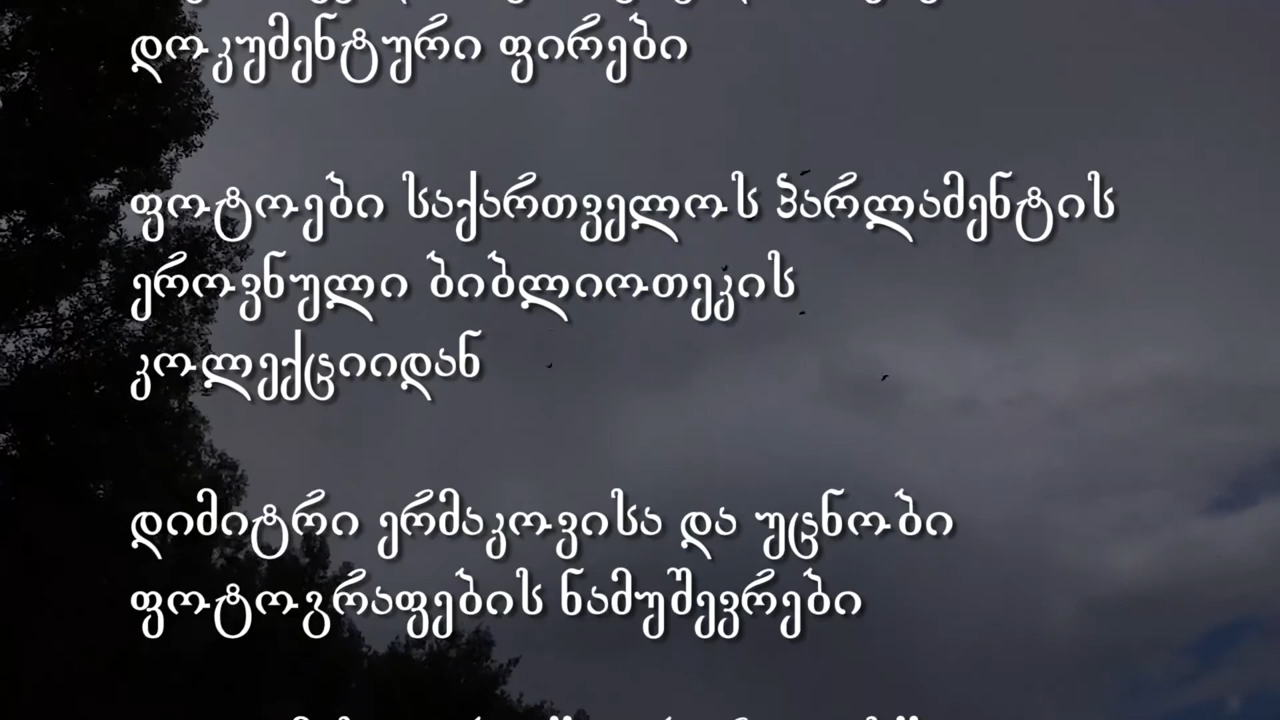 დოკუმენტური ფირები
ფოტოები საქართველოს პარლამენტის
ეროვნული ბიბლიოთეკის
კოლექციიდან
დიმიტრი ერმაკოვისა და უცნობი
ფოტოგრაფების ნამუშევრები